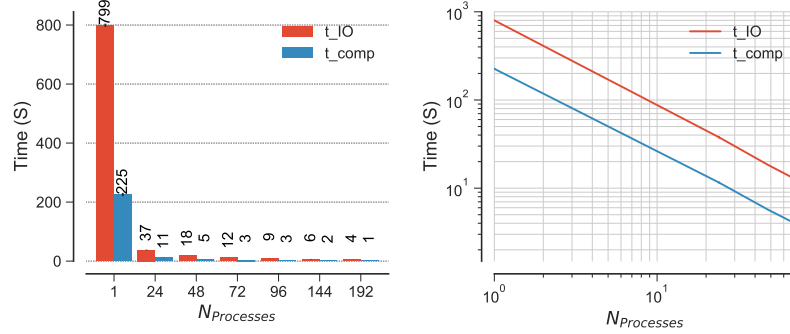 799
800
600
400
200
0
Time (S)
t_IO
t_comp
225
37 11 18 5 12 3 9 3 6 2 4 1
1 24 48 72 96 144 192
N_Processes
10^3
10^2
10^1
Time (S)
t_IO
t_comp
10^0 10^1
N_Processes